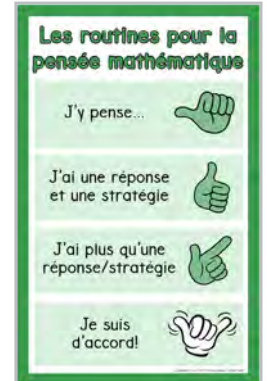 Les routines pour la
pensée mathématique
J'y pense...
J'ai une réponse
et une stratégie
J'ai plus qu'une
réponse/stratégie
Je suis
d'accord!